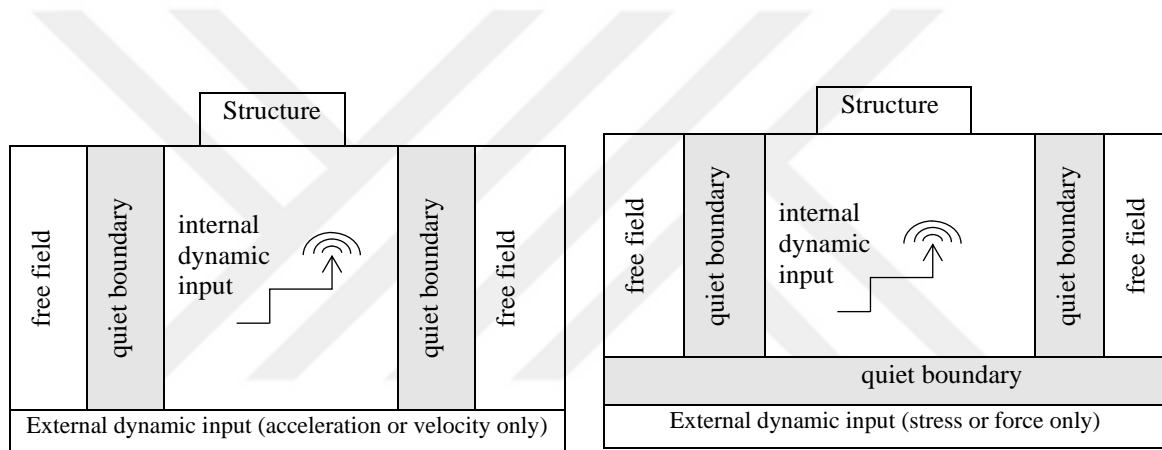 Structure
free field
quiet boundary
internal
dynamic
input
quiet boundary
free field
External dynamic input (acceleration or velocity only)
Structure
free field
quiet boundary
internal
dynamic
input
quiet boundary
free field
quiet boundary
External dynamic input (stress or force only)